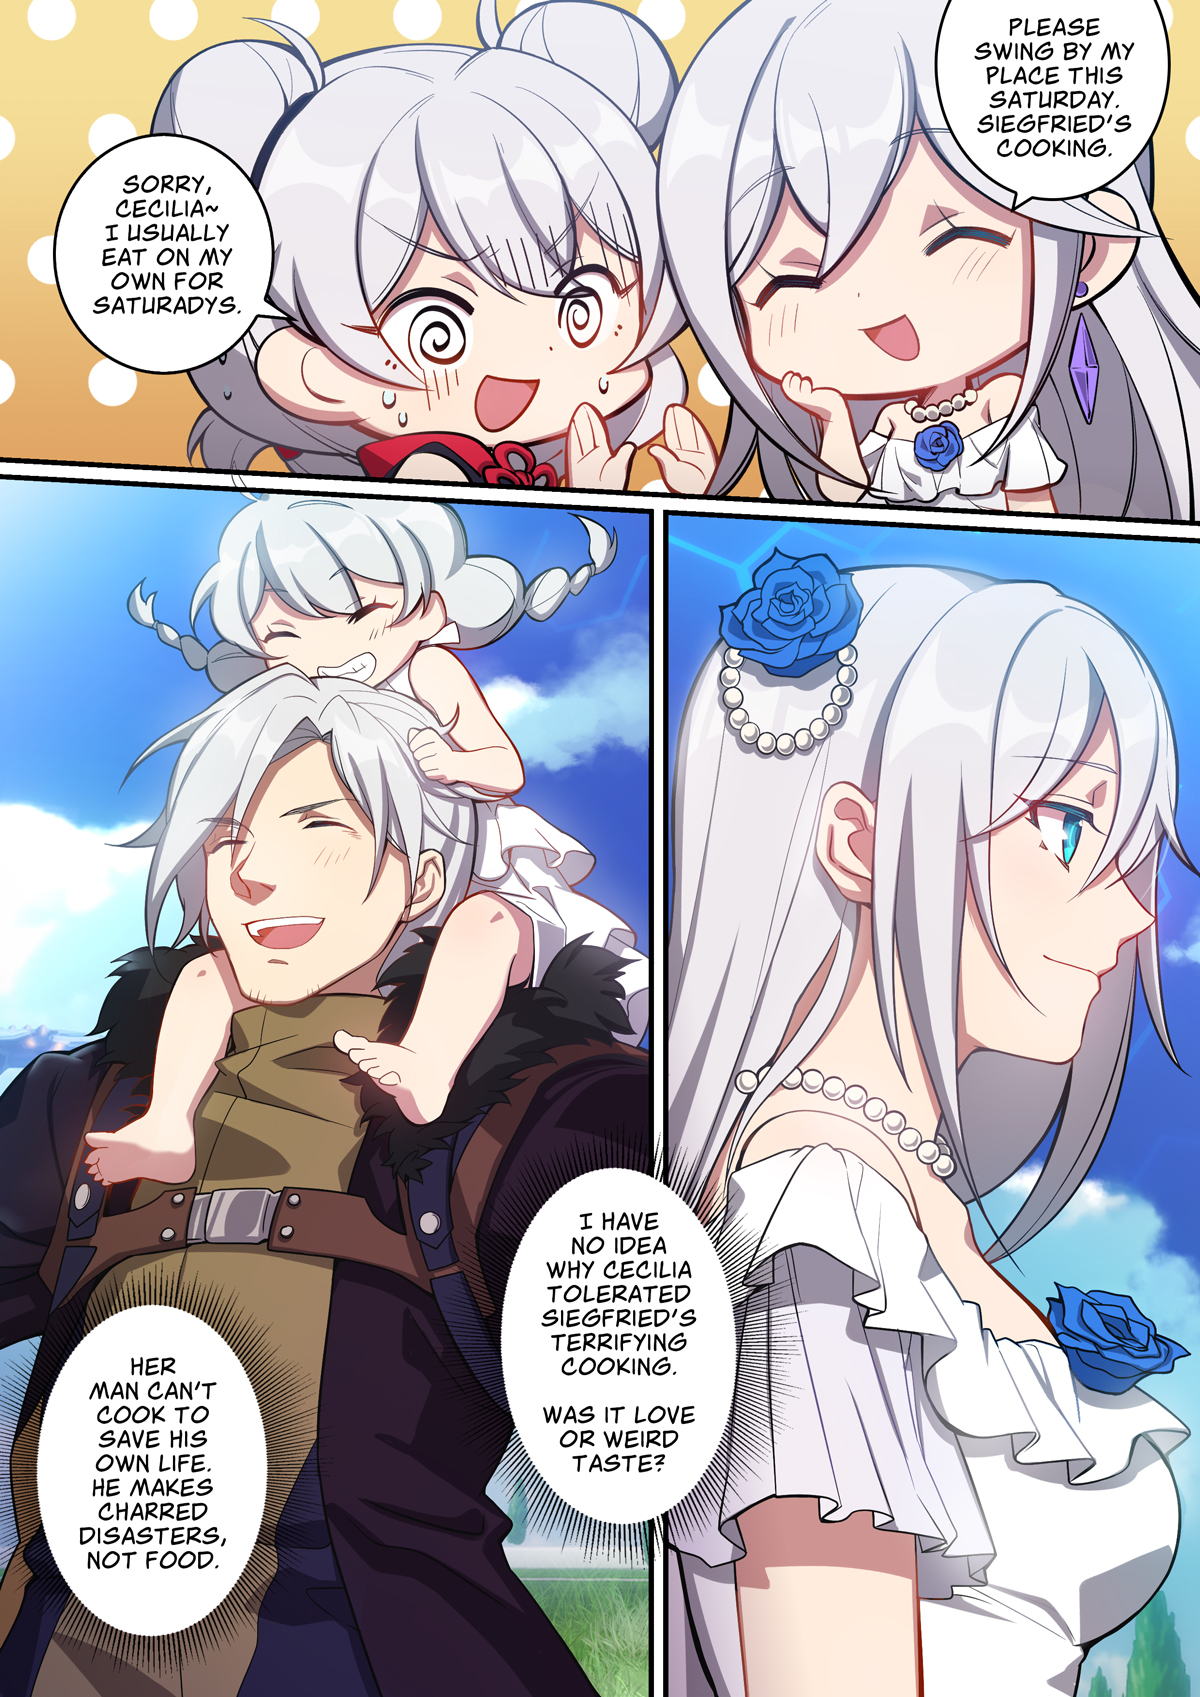 PLEASE
SWING BY MY
PLACE THIS
SATURDAY.
SIEGFRIED'S
COOKING.
SORRY,
CECILIA~
I USUALLY
EAT ON MY
OWN FOR
SATURADYS.
I HAVE
NO IDEA
WHY CECILIA
TOLERATED
SIEGFRIED'S
TERRIFYING
COOKING.
WAS IT LOVE
OR WEIRD
TASTE?
HER
MAN CAN'T
COOK TO
SAVE HIS
OWN LIFE.
HE MAKES
CHARRED
DISASTERS,
NOT FOOD.